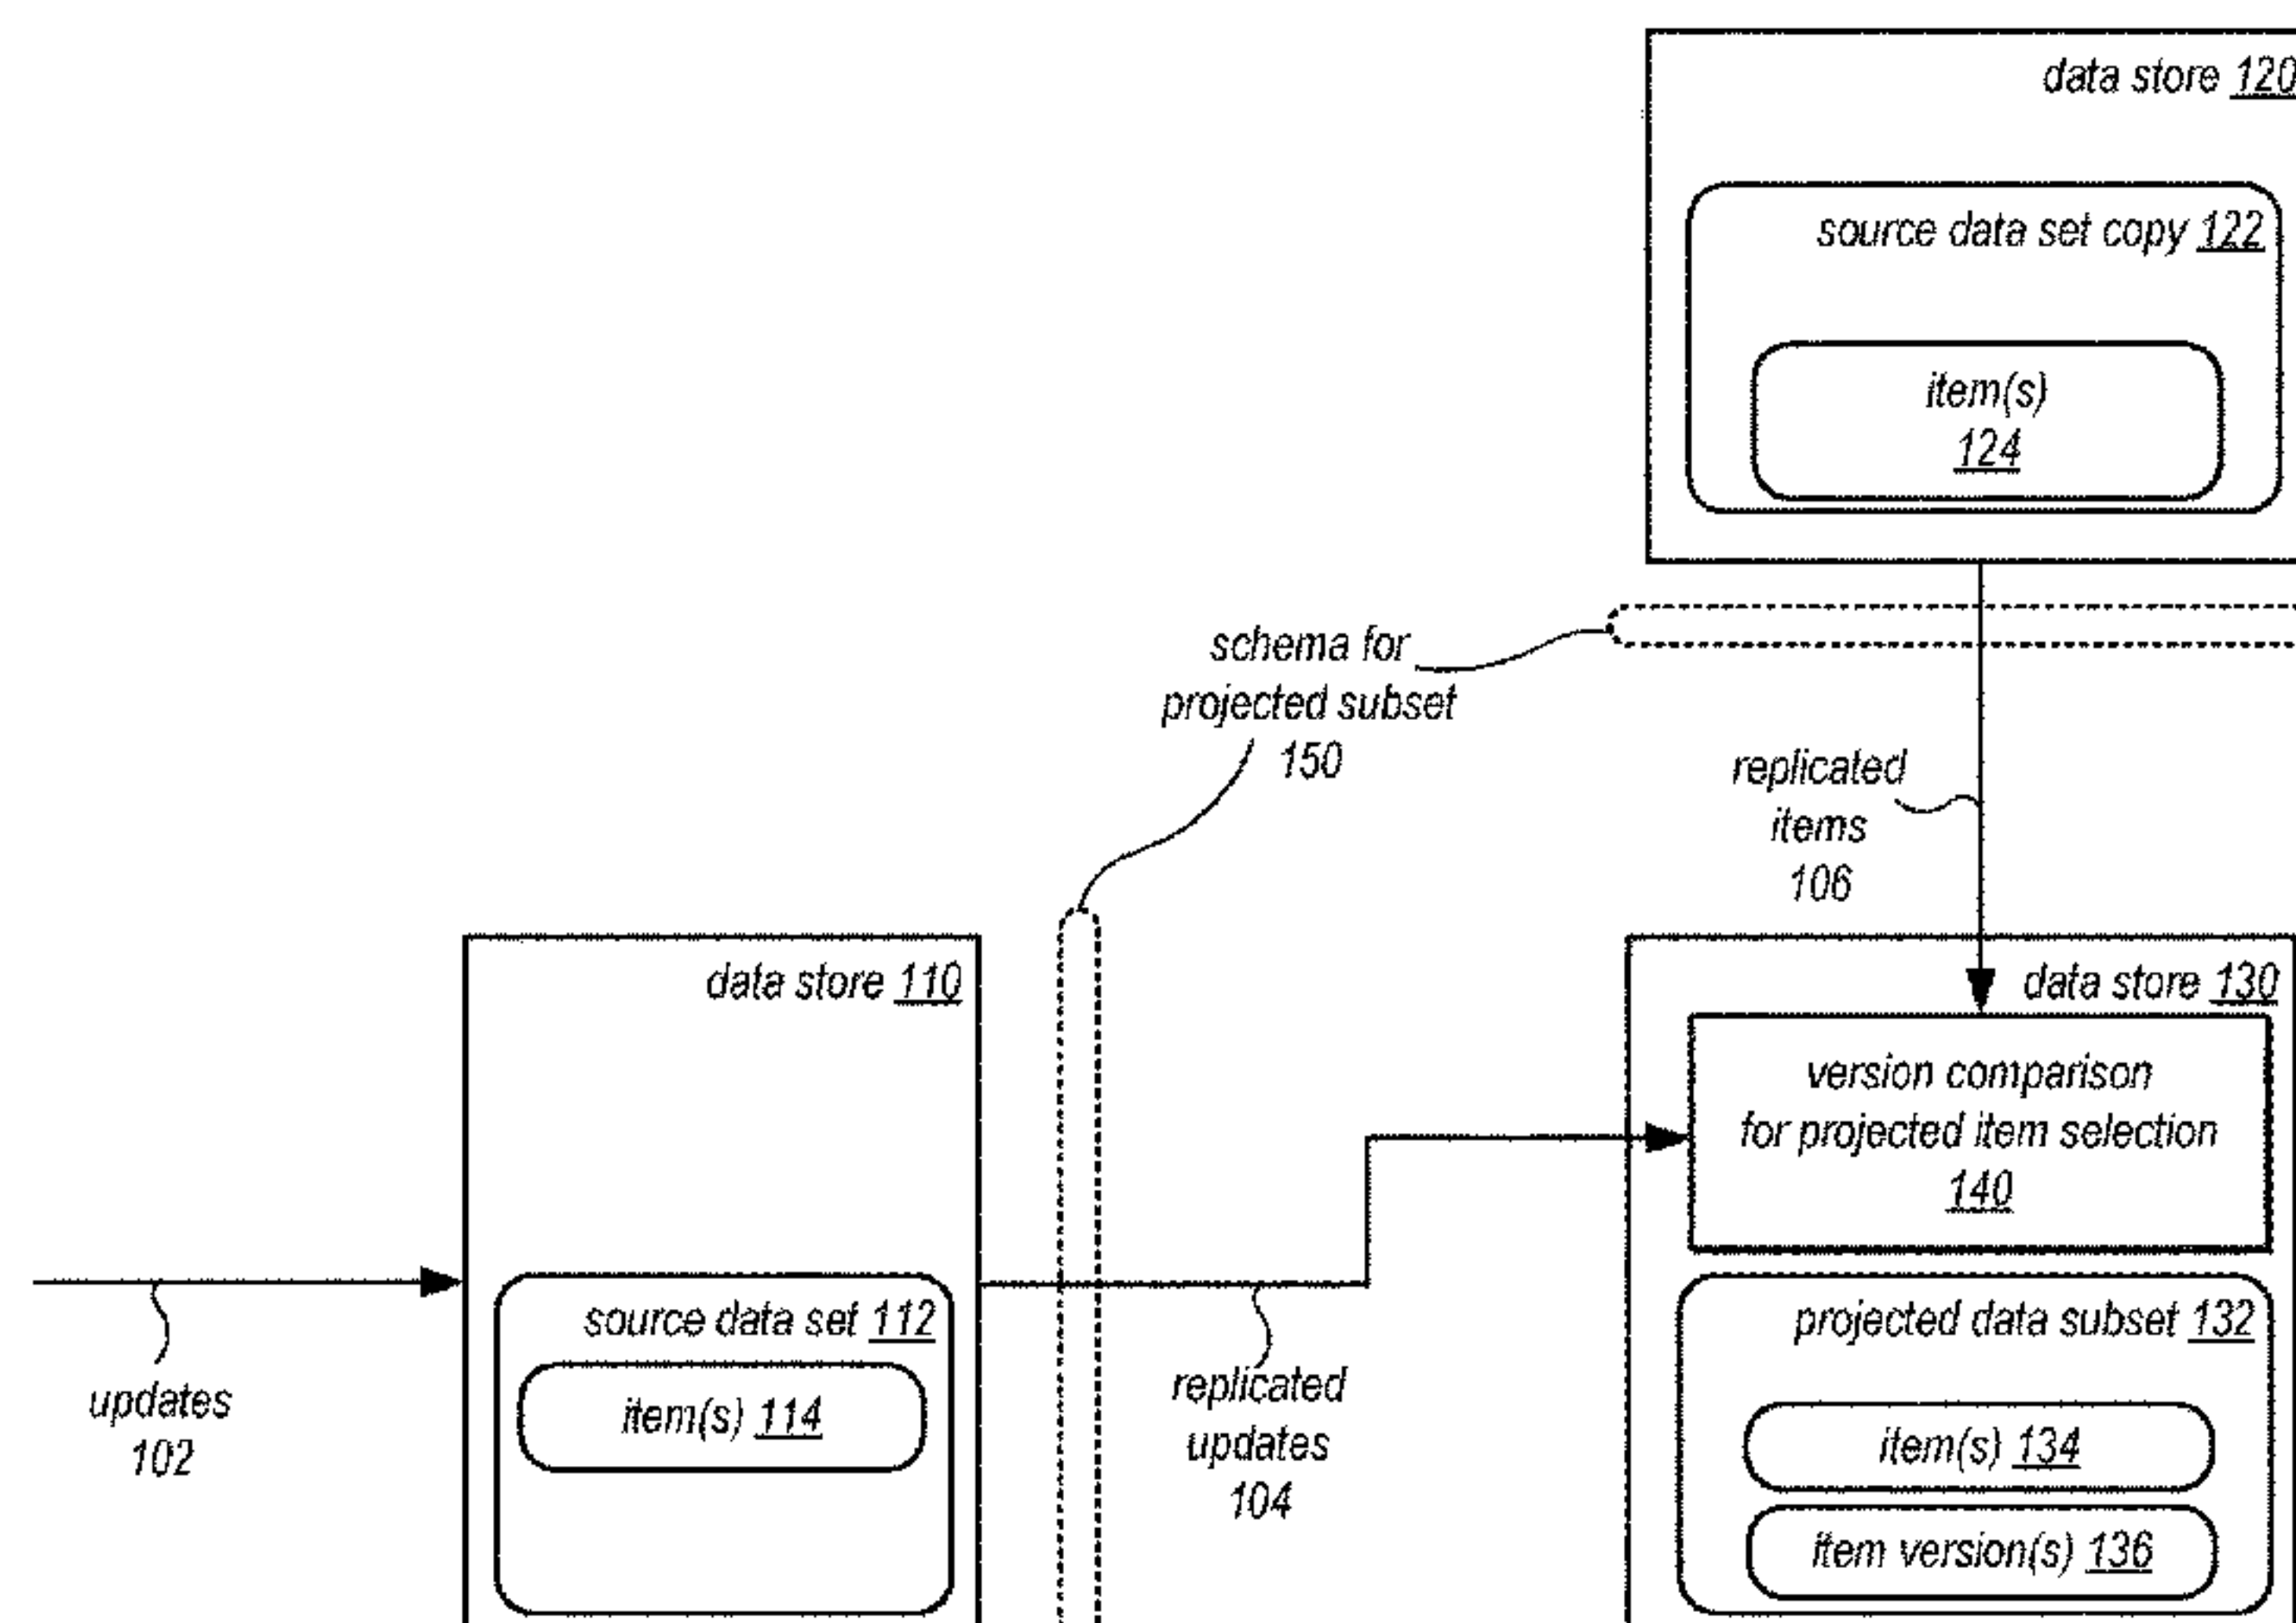 data store 120
source data set copy 122
item(s)
124
schema for
projected subset
150
replicated
items
106
data store 110
data store 130
version comparison
for projected item selection
140
source data set 112
item(s) 114
projected data subset 132
item(s) 134
item version(s) 136
updates
102
replicated
updates
104